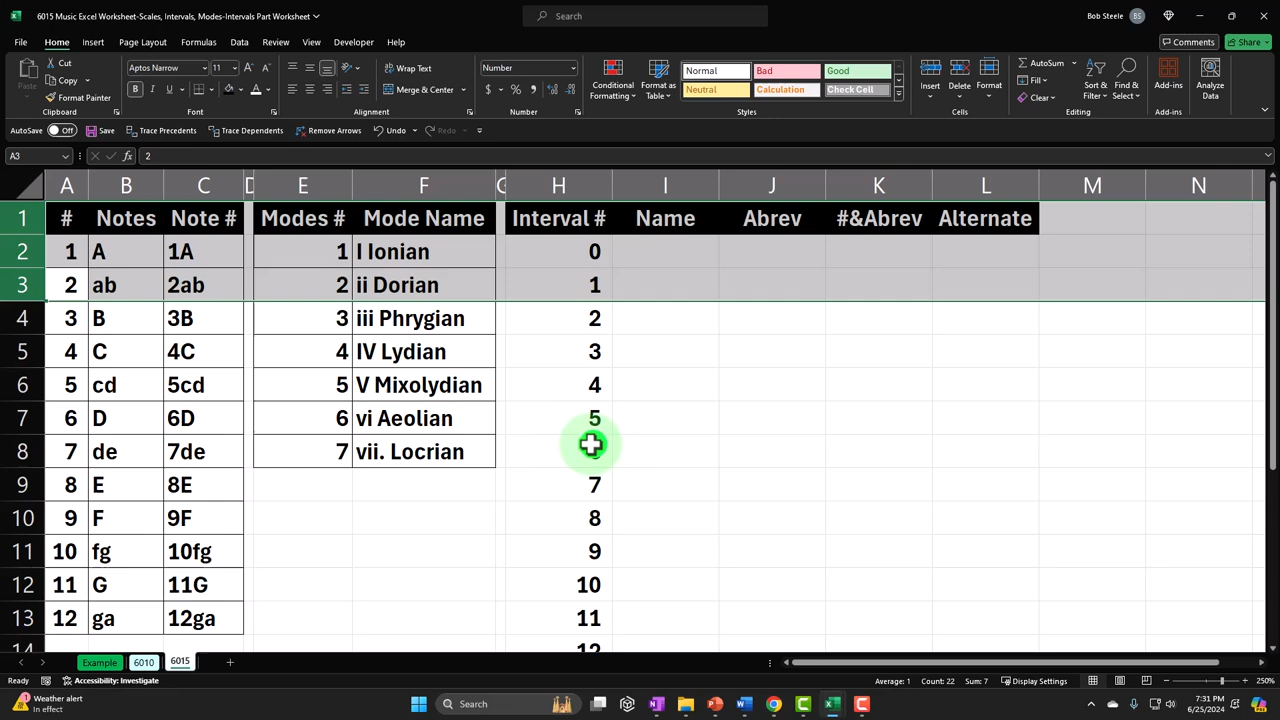 6015 Music Excel Worksheet-Scales, Intervals, Modes-Intervals Part Worksheet
Search
Bob Steele BS
File Home Insert Page Layout Formulas Data Review View Developer Help
Comments Share
Paste Cut Copy Format Painter
Clipboard
Aptos Narrow 11
B I U
Font
Wrap Text
Merge & Center
Alignment
Number
$ %
Number
Conditional Formatting
Format as Table
Normal Bad Good
Neutral Calculation Check Cell
Styles
Insert Delete Format
Cells
AutoSum
Fill
Clear
Sort & Filter
Find & Select
Editing
Add-ins
Add-ins
Analyze Data
AutoSave Off Save Trace Precedents Trace Dependents Remove Arrows Undo Redo
A3 fx 2
A B C D E F G H I J K L M N
1 # Notes Note # Modes # Mode Name Interval # Name Abrev #&Abrev Alternate
2 1 A 1A 1 I Ionian 0
3 2 ab 2ab 2 ii Dorian 1
4 3 B 3B 3 iii Phrygian 2
5 4 C 4C 4 IV Lydian 3
6 5 cd 5cd 5 V Mixolydian 4
7 6 D 6D 6 vi Aeolian 5
8 7 de 7de 7 vii. Locrian
9 8 E 8E 7
10 9 F 9F 8
11 10 fg 10fg 9
12 11 G 11G 10
13 12 ga 12ga 11
14 12
Example 6010 6015
Ready Accessibility: Investigate Average: 1 Count: 22 Sum: 7 Display Settings 250%
1 Weather alert
In effect
Search
7:31 PM
6/25/2024